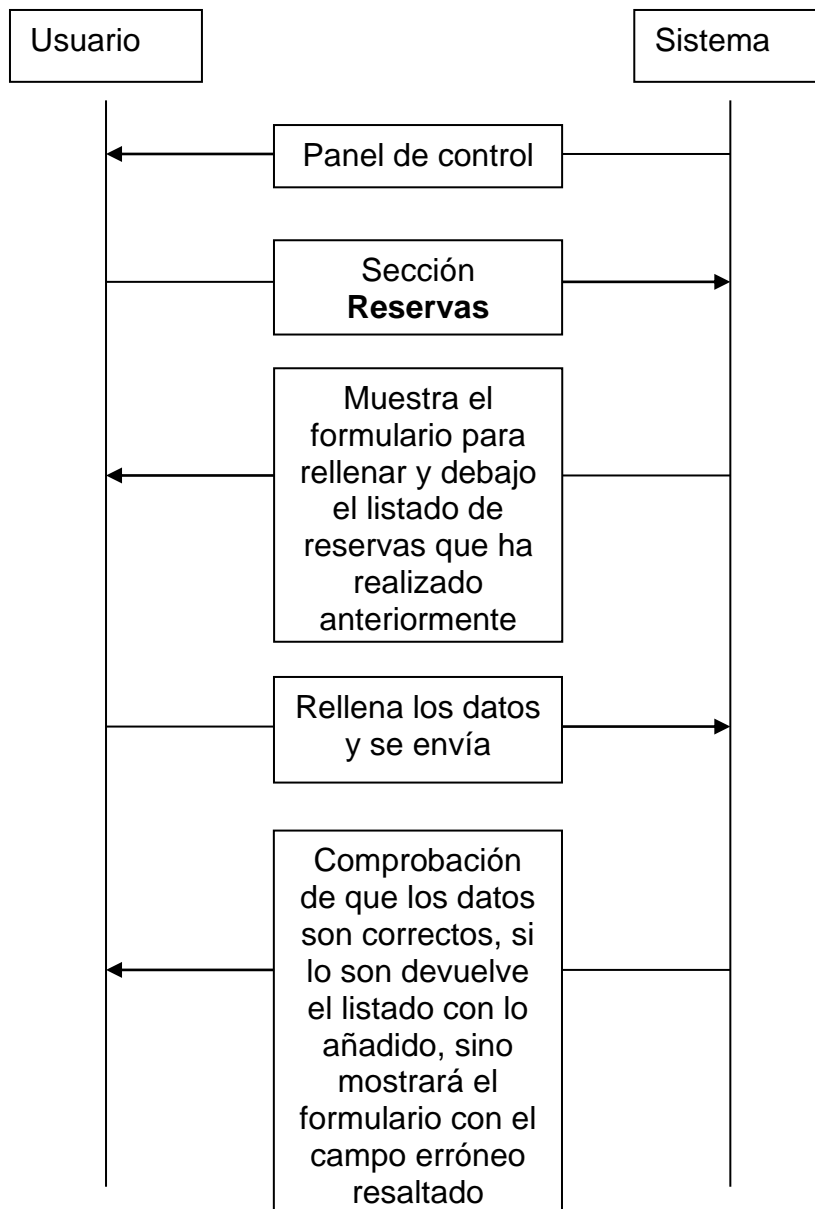 Usuario
Sistema
Panel de control
Sección
Reservas
Muestra el
formulario para
rellenar y debajo
el listado de
reservas que ha
realizado
anteriormente
Rellena los datos
y se envía
Comprobación
de que los datos
son correctos, si
lo son devuelve
el listado con lo
añadido, sino
mostrará el
formulario con el
campo erróneo
resaltado